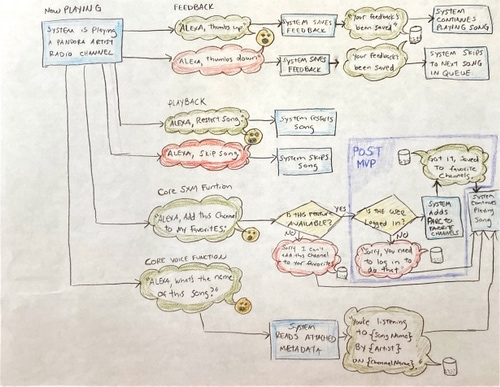 Now PLAYING
FEEDBACK
SYSTEM is Playing
A PANDORA ARTIST
RADIO CHANNEL.
ALEXA, Thumbs up
SYSTEM SAVES
FEEDBACK
Your feedback's
been saved
SYSTEM
CONTINUES
PLAYING SONG
ALEXA, Thumbs down
SYSTEM SAVES
Feedback
Your feedback's
been saved.
SYSTEM SKIPS
TO NEXT SONG
IN QUEUE.
PLAYBACK
ALEXA, Restart Song
SYSTEM RESTARTS
Song
ALEXA, Skip Song
SYSTEM SKIPS
Song
POST
MVP
Got it, saved
to favorite
Channels.
Core SXM Funtion
"ALEXA, Add this Channel
to my Favorites."
Is this feature
AVAILABLE?
YES
Is the USER
Logged in?
SYSTEM
ADDS
TO FAVORITE
CHANNELS
System
Continues
Playing
Song
NO
NO
Sorry I can't
add this channel
to your favorites
Sorry, You need
to log in to
do that.
CORE VOICE FUNCTION
"ALEXA, What's the name
of this song?"
SYSTEM
READS ATTACHED
METADATA
You're listening
TO {Song Name}
BY {Artist}
ON {Channel Name}